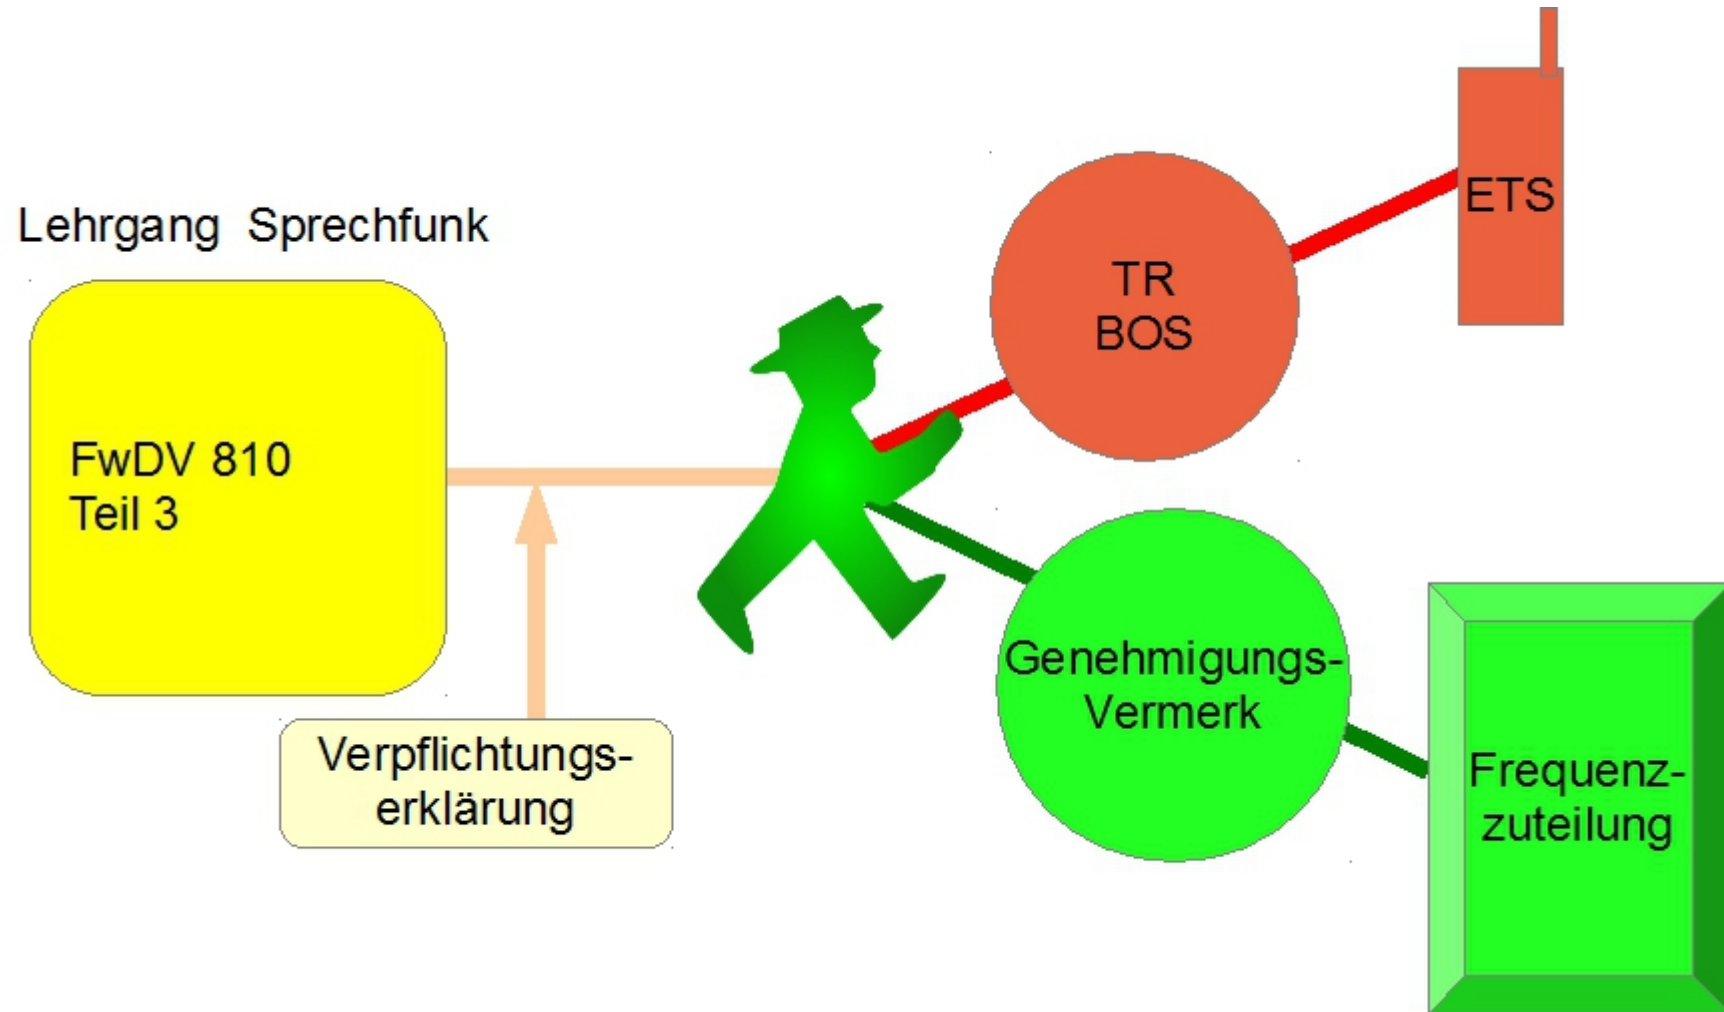 Lehrgang Sprechfunk
FwDV 810
Teil 3
Verpflichtungs-
erklärung
TR
BOS
ETS
Genehmigungs-
Vermerk
Frequenz-
zuteilung